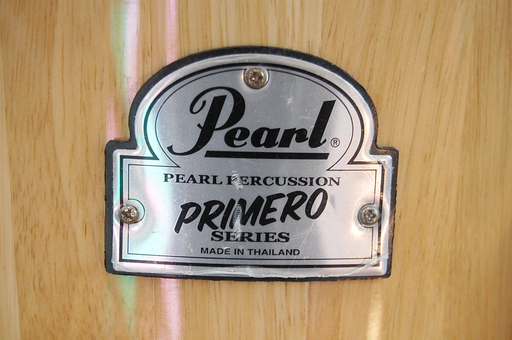 Pearl®
PEARL PERCUSSION
PRIMERO
SERIES
MADE IN THAILAND